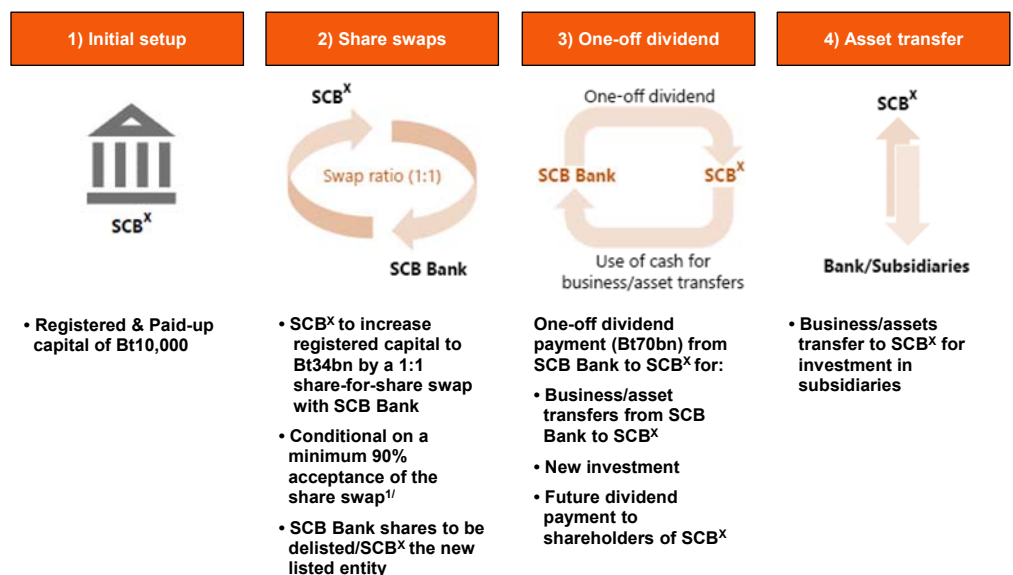 1) Initial setup
SCBX
• Registered & Paid-up
capital of Bt10,000
2) Share swaps
SCBX
Swap ratio (1:1)
SCB Bank
• SCBX to increase
registered capital to
Bt34bn by a 1:1
share-for-share swap
with SCB Bank
• Conditional on a
minimum 90%
acceptance of the
share swap1/
• SCB Bank shares to be
delisted/SCBX the new
listed entity
3) One-off dividend
One-off dividend
SCB Bank
SCBX
Use of cash for
business/asset transfers
One-off dividend
payment (Bt70bn) from
SCB Bank to SCBX for:
• Business/asset
transfers from SCB
Bank to SCBX
• New investment
• Future dividend
payment to
shareholders of SCBX
4) Asset transfer
SCBX
Bank/Subsidiaries
• Business/assets
transfer to SCBX for
investment in
subsidiaries